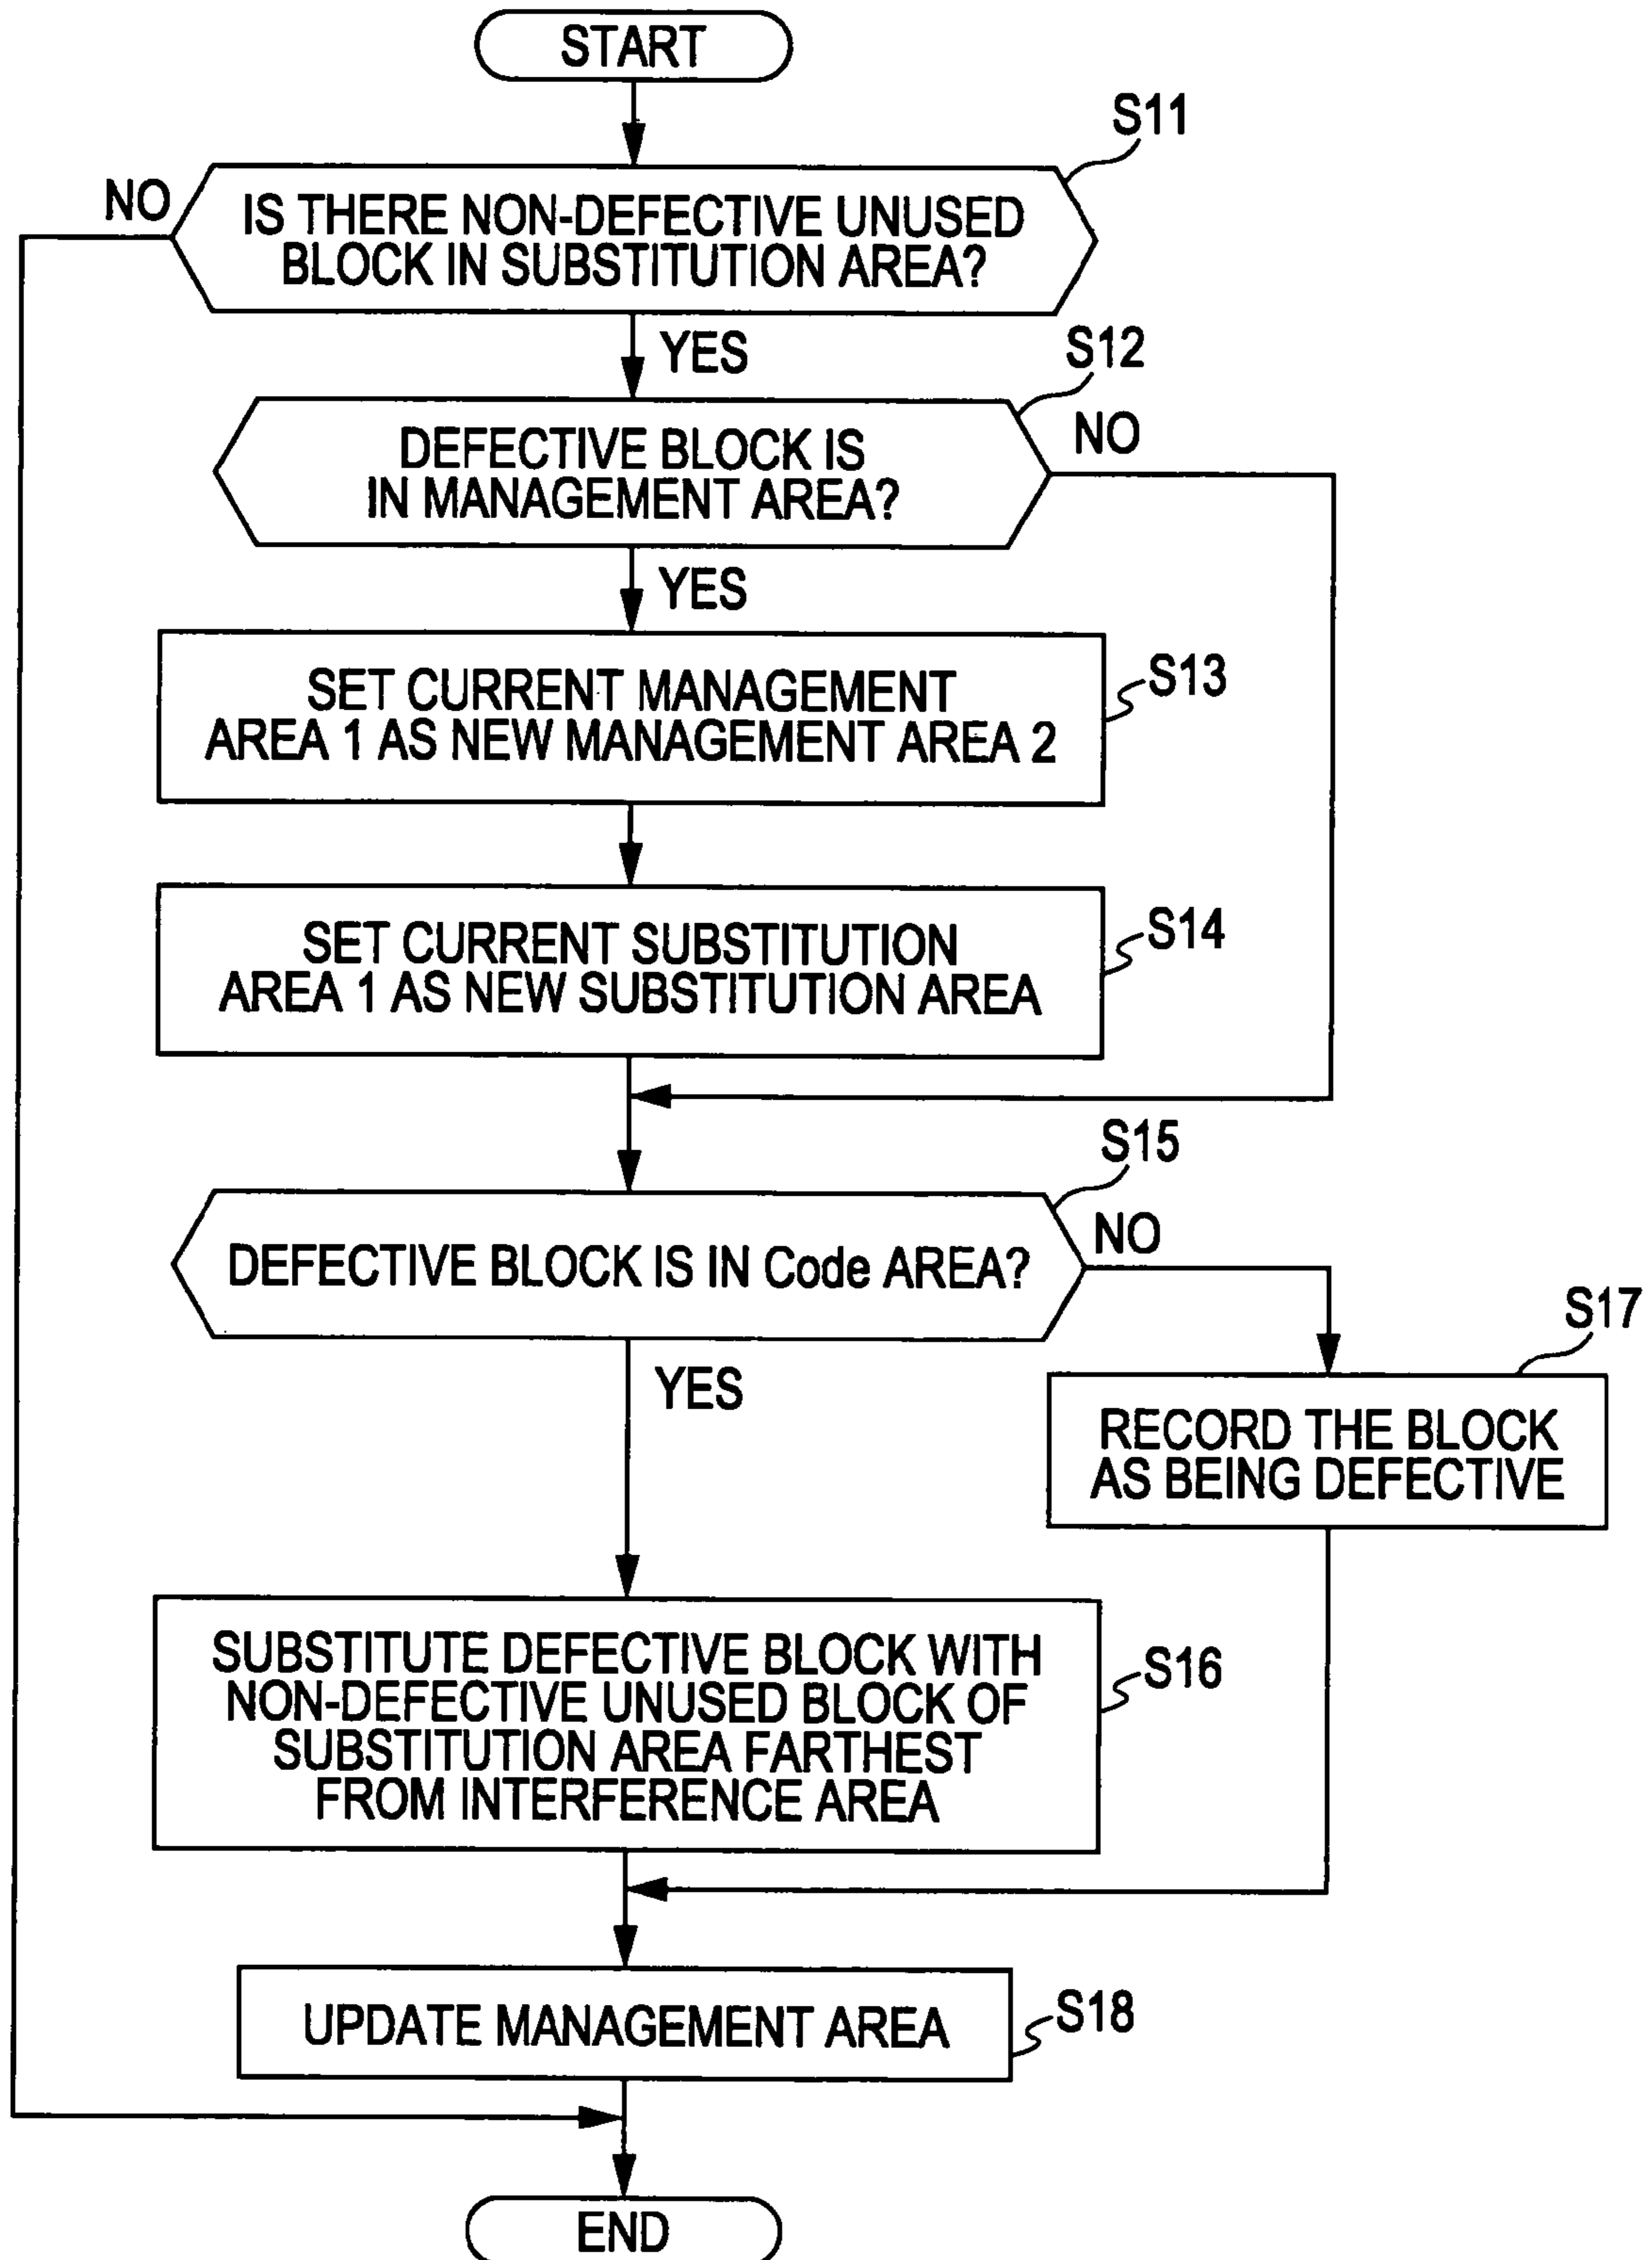 START
S11
NO
IS THERE NON-DEFECTIVE UNUSED
BLOCK IN SUBSTITUTION AREA?
YES
S12
NO
DEFECTIVE BLOCK IS
IN MANAGEMENT AREA?
YES
SET CURRENT MANAGEMENT
AREA 1 AS NEW MANAGEMENT AREA 2
S13
SET CURRENT SUBSTITUTION
AREA 1 AS NEW SUBSTITUTION AREA
S14
S15
DEFECTIVE BLOCK IS IN Code AREA?
NO
S17
YES
RECORD THE BLOCK
AS BEING DEFECTIVE
SUBSTITUTE DEFECTIVE BLOCK WITH
NON-DEFECTIVE UNUSED BLOCK OF
SUBSTITUTION AREA FARTHEST
FROM INTERFERENCE AREA
S16
UPDATE MANAGEMENT AREA
S18
END